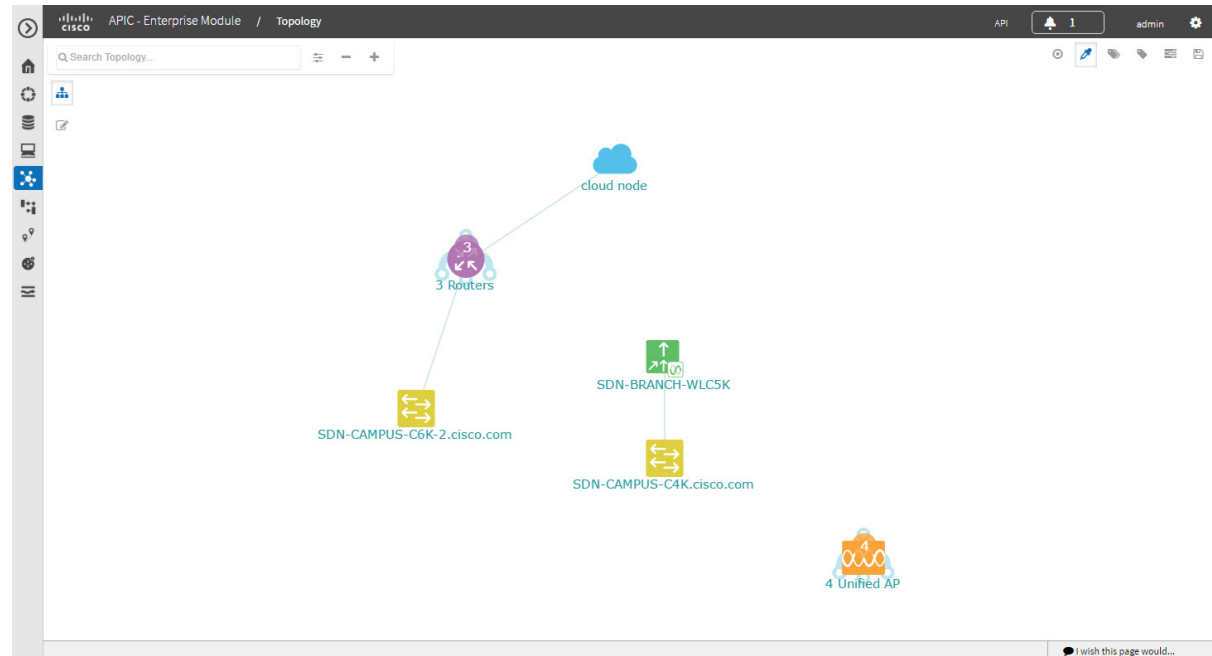 cisco APIC - Enterprise Module / Topology API 1 admin
Search Topology...
cloud node
3
3 Routers
SDN-BRANCH-WLC5K
SDN-CAMPUS-C6K-2.cisco.com
SDN-CAMPUS-C4K.cisco.com
4
4 Unified AP
I wish this page would...